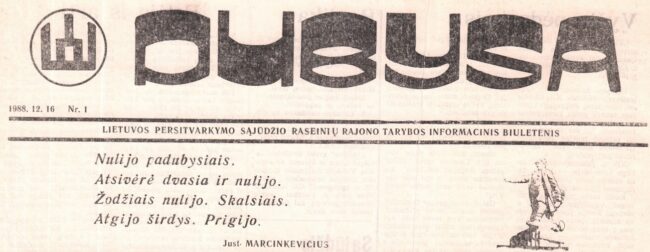 DUBYSA
1988. 12. 16 Nr. 1
LIETUVOS PERSITVARKYMO SĄJŪDŽIO RASEINIŲ RAJONO TARYBOS INFORMACINIS BIULETENIS
Nulijo padubysiais.
Atsivėrė dvasia ir nulijo.
Žodžiais nulijo. Skalsiais.
Atgijo širdys. Prigijo.
Just. MARCINKEVIČIUS